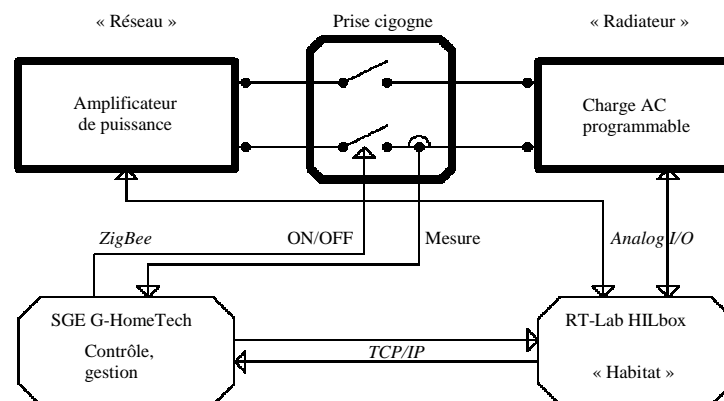 « Réseau »
Prise cigogne
« Radiateur »
Amplificateur
de puissance
Charge AC
programmable
ZigBee
ON/OFF
Mesure
Analog I/O
SGE G-HomeTech
Contrôle,
gestion
TCP/IP
RT-Lab HILbox
« Habitat »